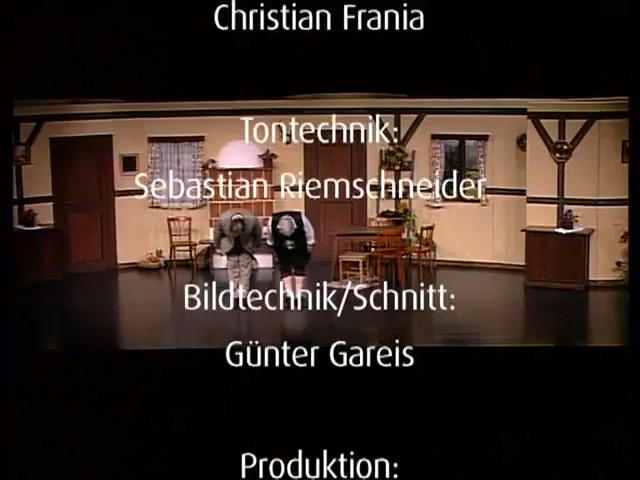 Christian Frania
Tontechnik:
Sebastian Riemschneider
Bildtechnik/Schnitt:
Günter Gareis
Produktion: